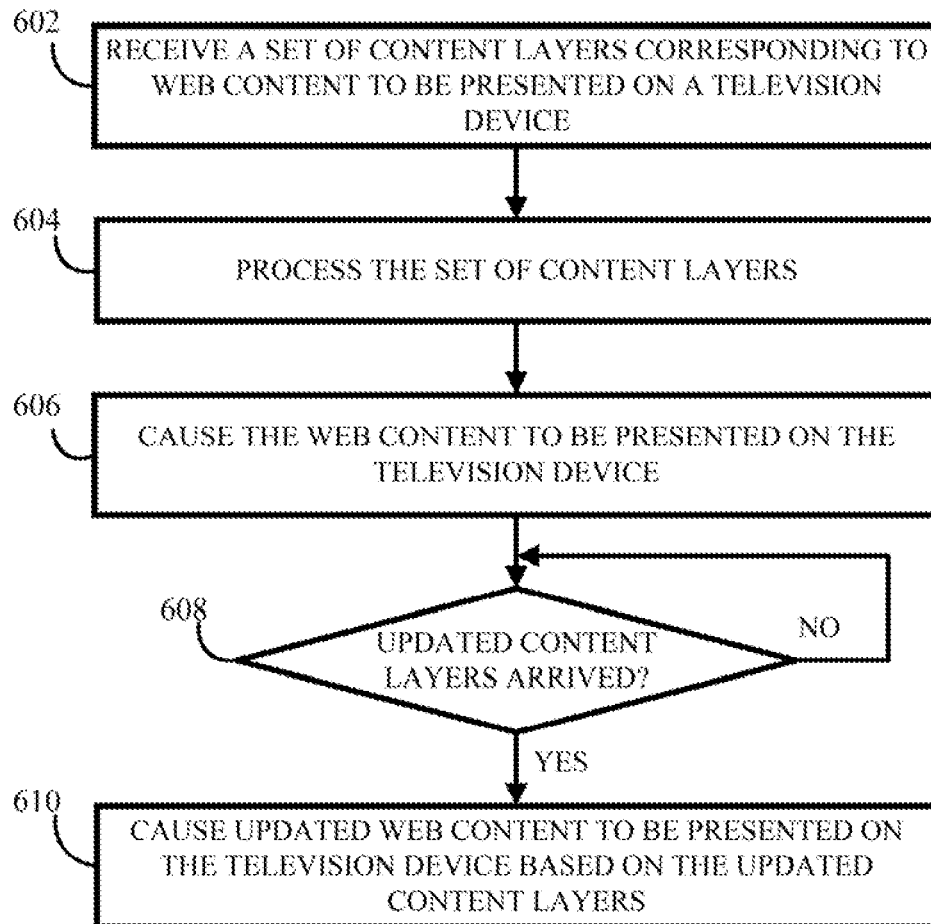 602
RECEIVE A SET OF CONTENT LAYERS CORRESPONDING TO
WEB CONTENT TO BE PRESENTED ON A TELEVISION
DEVICE
604
PROCESS THE SET OF CONTENT LAYERS
606
CAUSE THE WEB CONTENT TO BE PRESENTED ON THE
TELEVISION DEVICE
608
UPDATED CONTENT
LAYERS ARRIVED?
NO
YES
610
CAUSE UPDATED WEB CONTENT TO BE PRESENTED ON
THE TELEVISION DEVICE BASED ON THE UPDATED
CONTENT LAYERS